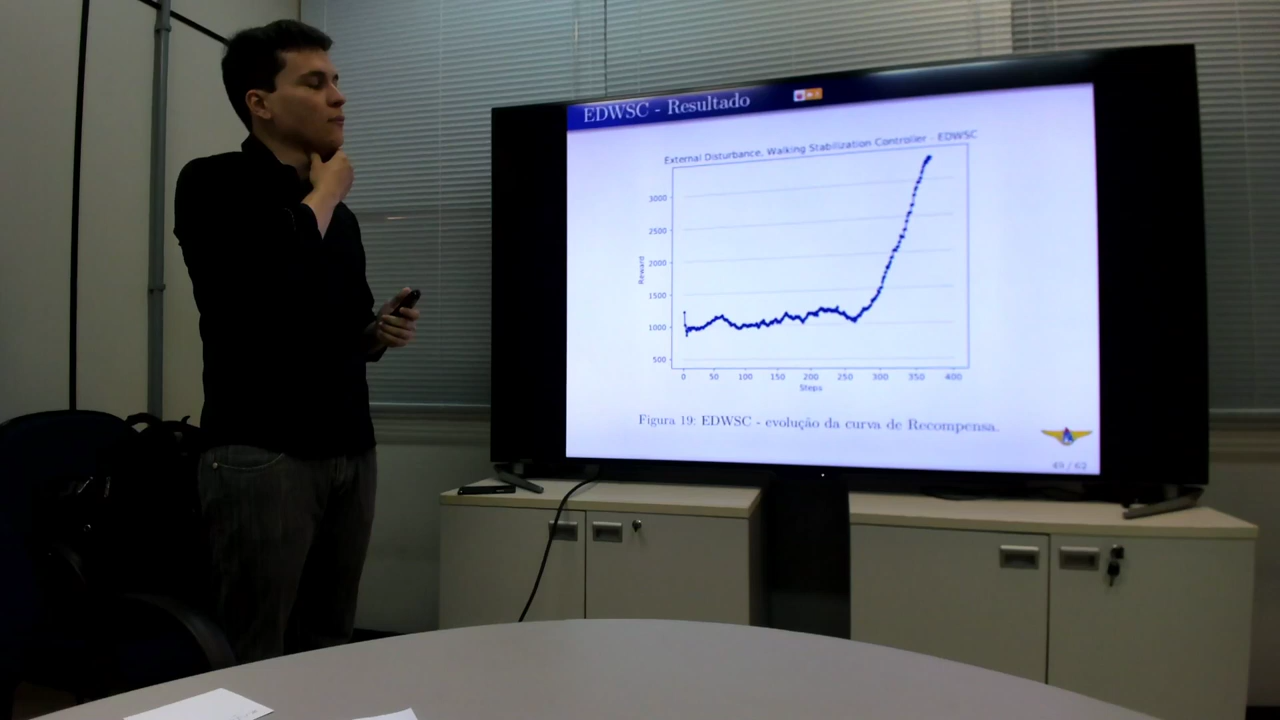 EDWSC - Resultado
External Disturbance, Walking Stabilization Controller - EDWSC
3000
2500
2000
1500
1000
500
Reward
0 50 100 150 200 250 300 350 400
Steps
Figura 19: EDWSC - evolução da curva de Recompensa.
49 / 62